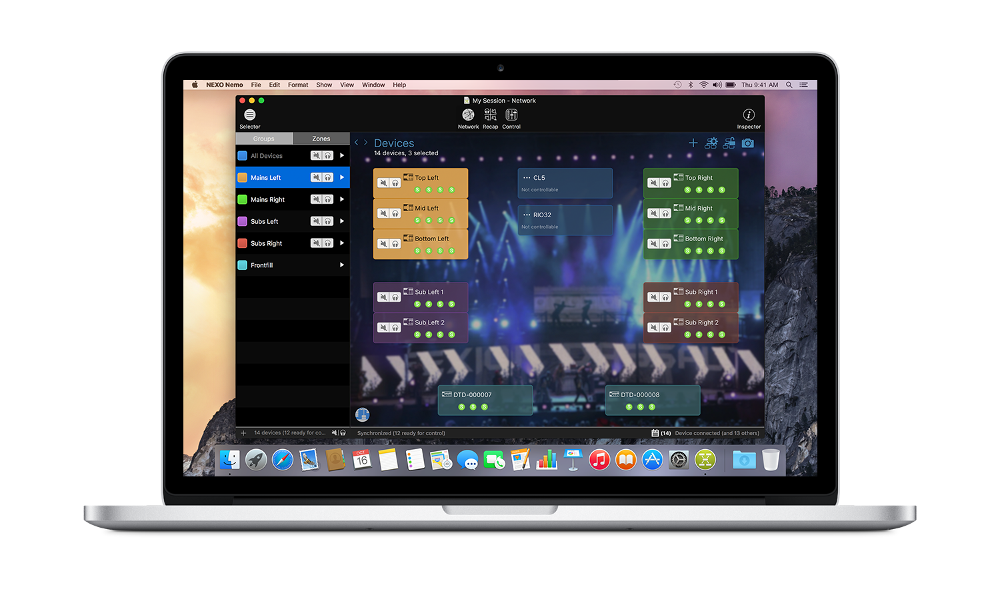 NEXO Nemo File Edit Format Show View Window Help Thu 9:41 AM
My Session - Network
Selector Network Recap Control Inspector
Groups Zones
All Devices
Mains Left
Mains Right
Subs Left
Subs Right
Frontfill
Devices
14 devices, 3 selected
Top Left
S S S S
Mid Left
S S S S
Bottom Left
S S S S
CL5
Not controllable
RIO32
Not controllable
Top Right
S S S S
Mid Right
S S S S
Bottom RIght
S S S S
Sub Left 1
S S S S
Sub Left 2
S S S S
Sub Right 1
S S S S
Sub Right 2
S S S S
DTD-000007
S S S
DTD-000008
S S S
14 devices (12 ready for co... Synchronized (12 ready for control) (14) Device connected (and 13 others)
OCT
16